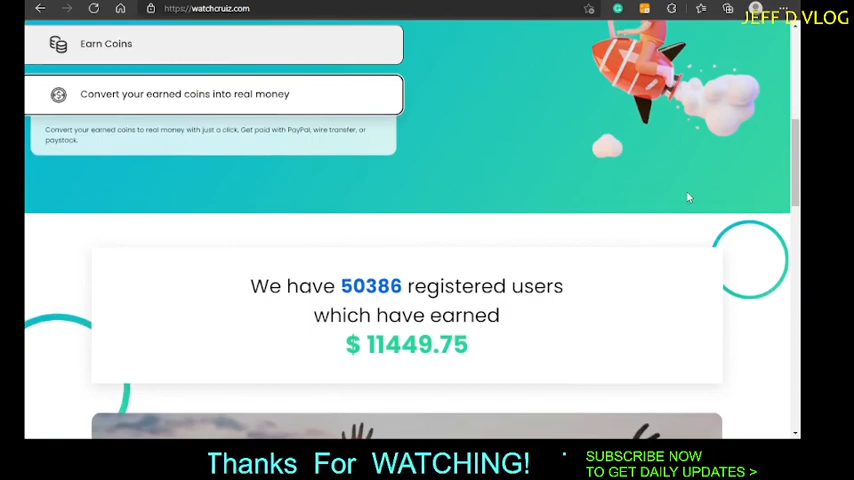 https://watchcruiz.com
JEFF D VLOG
Earn Coins
Convert your earned coins into real money
Convert your earned coins to real money with just a click. Get paid with PayPal, wire transfer, or
paystack.
We have 50386 registered users
which have earned
$ 11449.75
Thanks For WATCHING!
SUBSCRIBE NOW
TO GET DAILY UPDATES >